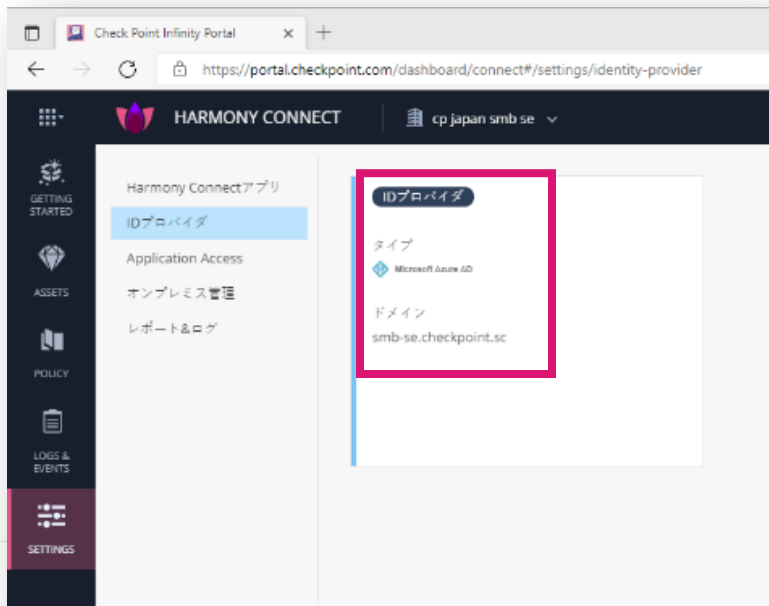 Check Point Infinity Portal
https://portal.checkpoint.com/dashboard/connect#/settings/identity-provider
HARMONY CONNECT
cp japan smb se
GETTING
STARTED
ASSETS
POLICY
LOGS &
EVENTS
SETTINGS
Harmony Connectアプリ
IDプロバイダ
Application Access
オンプレミス管理
レポート&ログ
IDプロバイダ
タイプ
Microsoft Azure AD
ドメイン
smb-se.checkpoint.sc